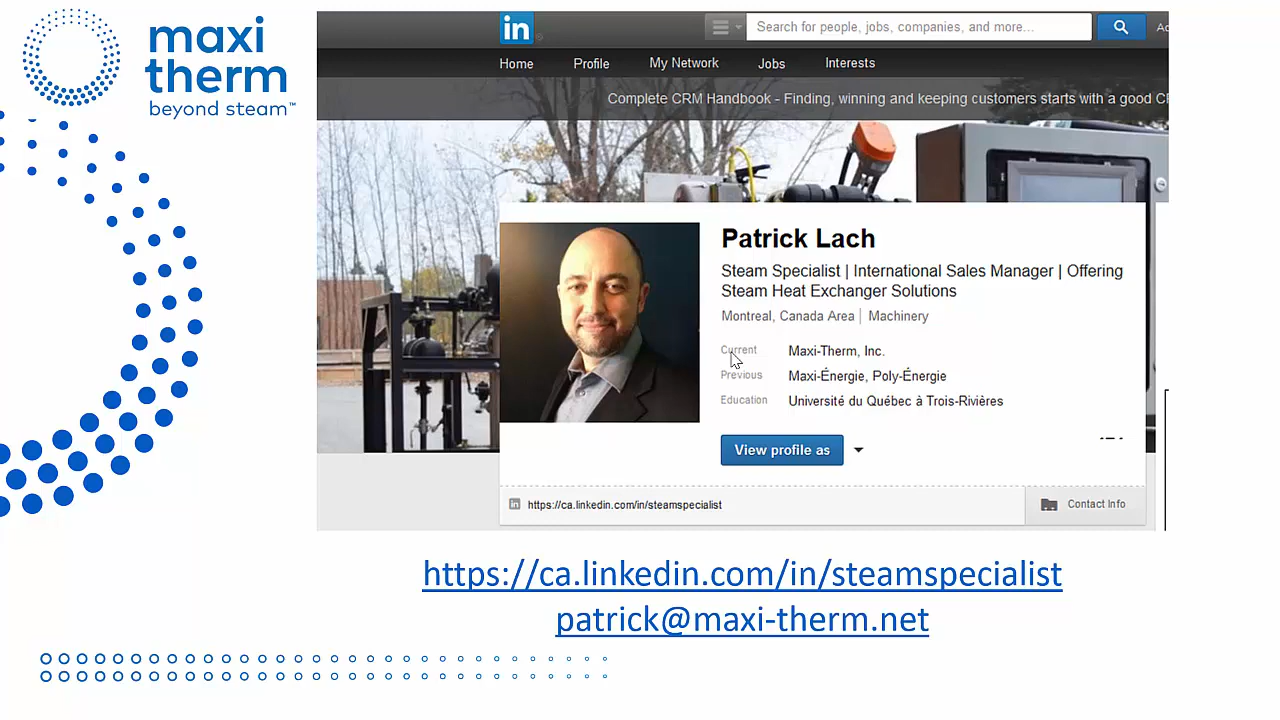 maxi
therm
beyond steam™
in
Search for people, jobs, companies, and more...
Home Profile My Network Jobs Interests
Complete CRM Handbook - Finding, winning and keeping customers starts with a good
Patrick Lach
Steam Specialist | International Sales Manager | Offering
Steam Heat Exchanger Solutions
Montreal, Canada Area | Machinery
Current Maxi-Therm, Inc.
Previous Maxi-Énergie, Poly-Énergie
Education Université du Québec à Trois-Rivières
View profile as
in https://ca.linkedin.com/in/steamspecialist Contact Info
https://ca.linkedin.com/in/steamspecialist
patrick@maxi-therm.net